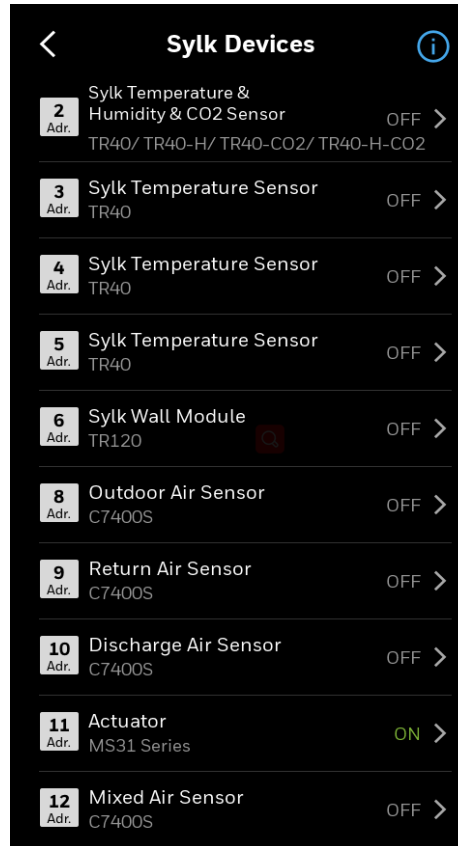 Sylk Devices
2
Adr.
Sylk Temperature &
Humidity & CO2 Sensor
OFF
TR40/ TR40-H/ TR40-CO2/ TR40-H-CO2
3
Adr.
Sylk Temperature Sensor
TR40
OFF
4
Adr.
Sylk Temperature Sensor
TR40
OFF
5
Adr.
Sylk Temperature Sensor
TR40
OFF
6
Adr.
Sylk Wall Module
TR120
OFF
8
Adr.
Outdoor Air Sensor
C7400S
OFF
9
Adr.
Return Air Sensor
C7400S
OFF
10
Adr.
Discharge Air Sensor
C7400S
OFF
11
Adr.
Actuator
MS31 Series
ON
12
Adr.
Mixed Air Sensor
C7400S
OFF